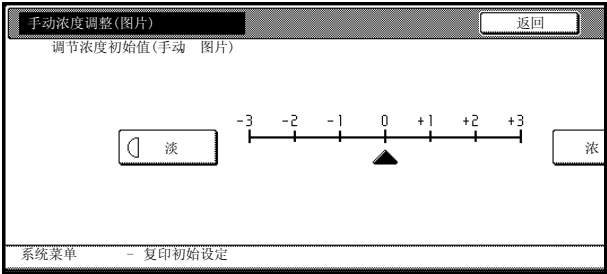 手动浓度调整(图片) 返回
调节浓度初始值(手动 图片)
-3 -2 -1 0 +1 +2 +3
淡 浓
系统菜单 - 复印初始设定